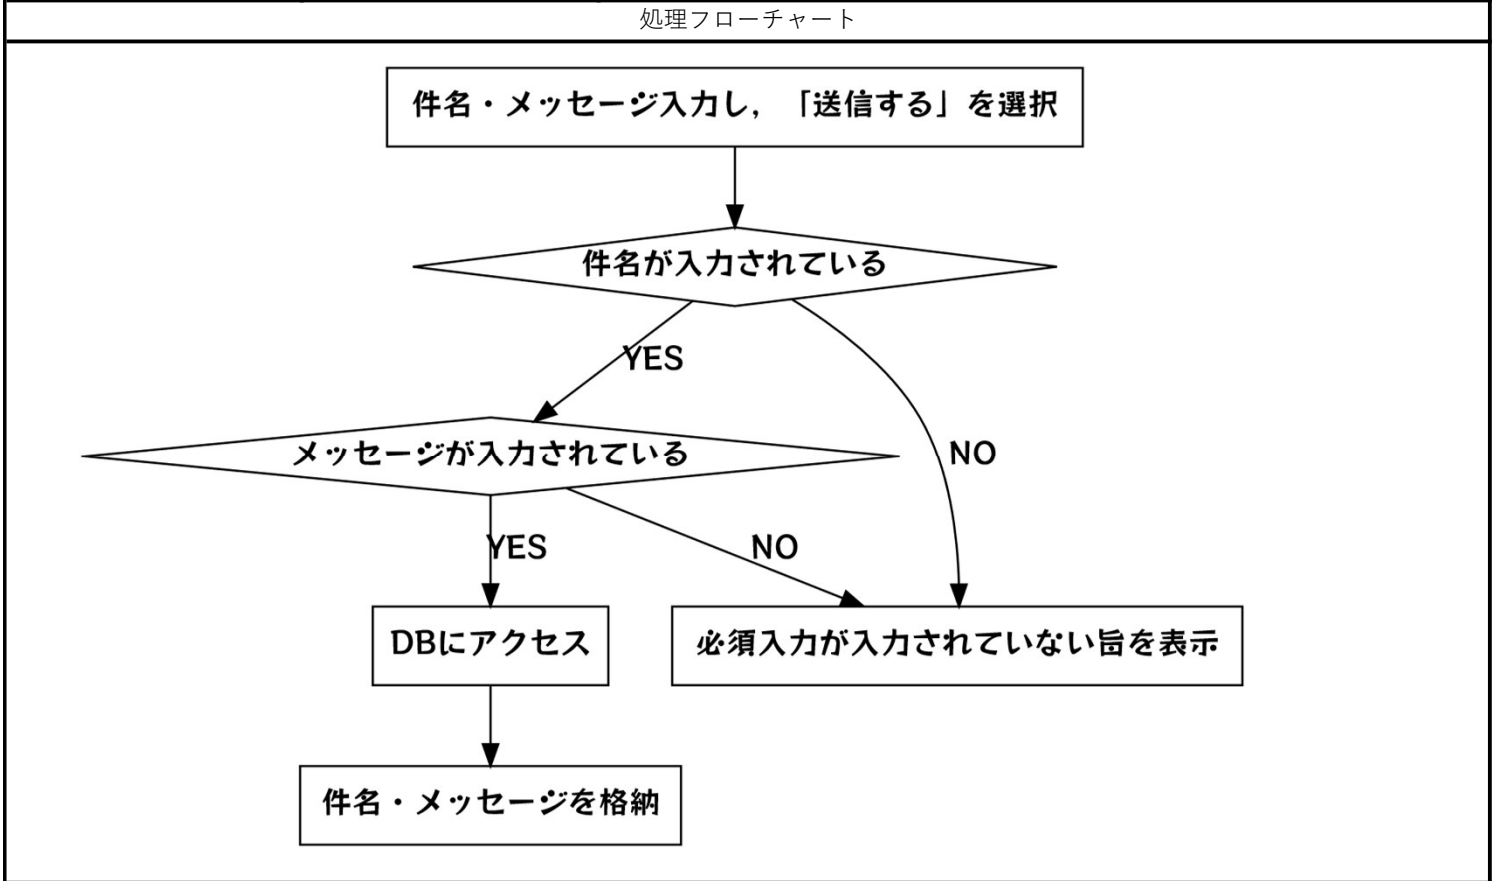 処理フローチャート
件名・メッセージ入力し，「送信する」を選択
件名が入力されている
YES
メッセージが入力されている
NO
YES
NO
DBにアクセス
必須入力が入力されていない旨を表示
件名・メッセージを格納